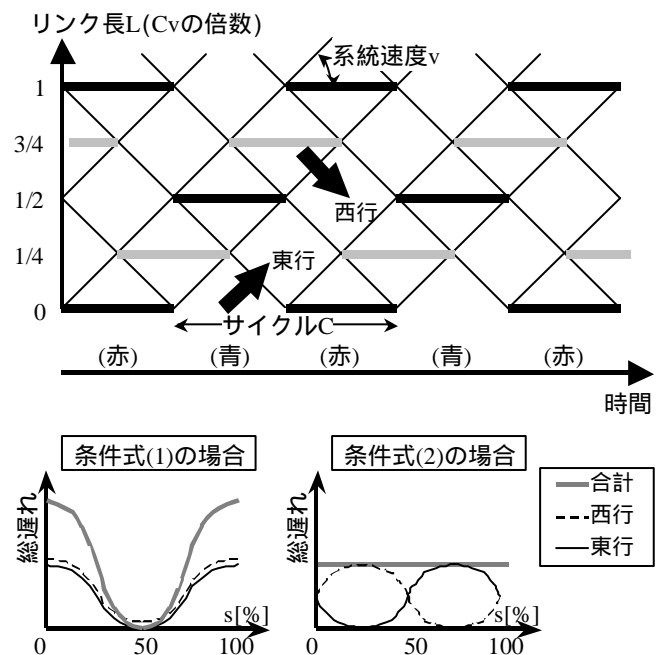 リンク長L(Cvの倍数)
系統速度v
1
3/4
1/2
西行
1/4
東行
0
サイクルC
(赤) (青) (赤) (青) (赤)
時間
条件式(1)の場合
条件式(2)の場合
総遅れ
s[%]
0 50 100
総遅れ
s[%]
0 50 100
合計
西行
東行